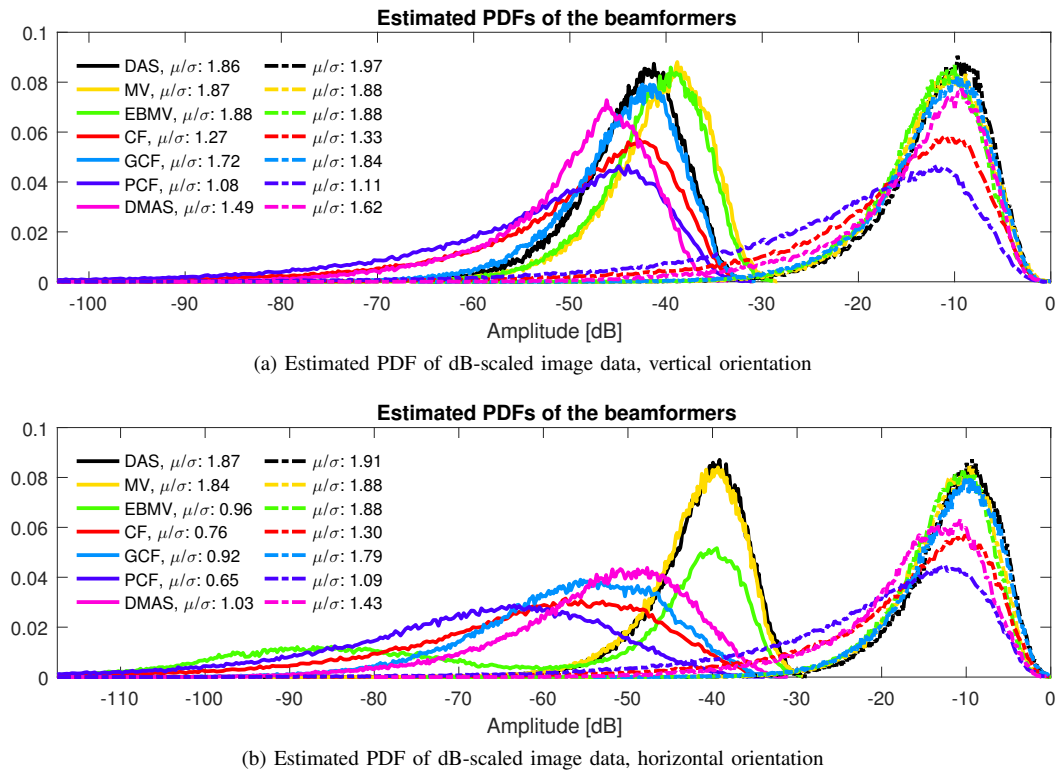 Estimated PDFs of the beamformers
0.1
0.08
0.06
0.04
0.02
0
DAS, μ/σ: 1.86 μ/σ: 1.97
MV, μ/σ: 1.87 μ/σ: 1.88
EBMV, μ/σ: 1.88 μ/σ: 1.88
CF, μ/σ: 1.27 μ/σ: 1.33
GCF, μ/σ: 1.72 μ/σ: 1.84
PCF, μ/σ: 1.08 μ/σ: 1.11
DMAS, μ/σ: 1.49 μ/σ: 1.62
-100 -90 -80 -70 -60 -50 -40 -30 -20 -10 0
Amplitude [dB]
(a) Estimated PDF of dB-scaled image data, vertical orientation
Estimated PDFs of the beamformers
0.1
0.08
0.06
0.04
0.02
0
DAS, μ/σ: 1.87 μ/σ: 1.91
MV, μ/σ: 1.84 μ/σ: 1.88
EBMV, μ/σ: 0.96 μ/σ: 1.88
CF, μ/σ: 0.76 μ/σ: 1.30
GCF, μ/σ: 0.92 μ/σ: 1.79
PCF, μ/σ: 0.65 μ/σ: 1.09
DMAS, μ/σ: 1.03 μ/σ: 1.43
-110 -100 -90 -80 -70 -60 -50 -40 -30 -20 -10 0
Amplitude [dB]
(b) Estimated PDF of dB-scaled image data, horizontal orientation